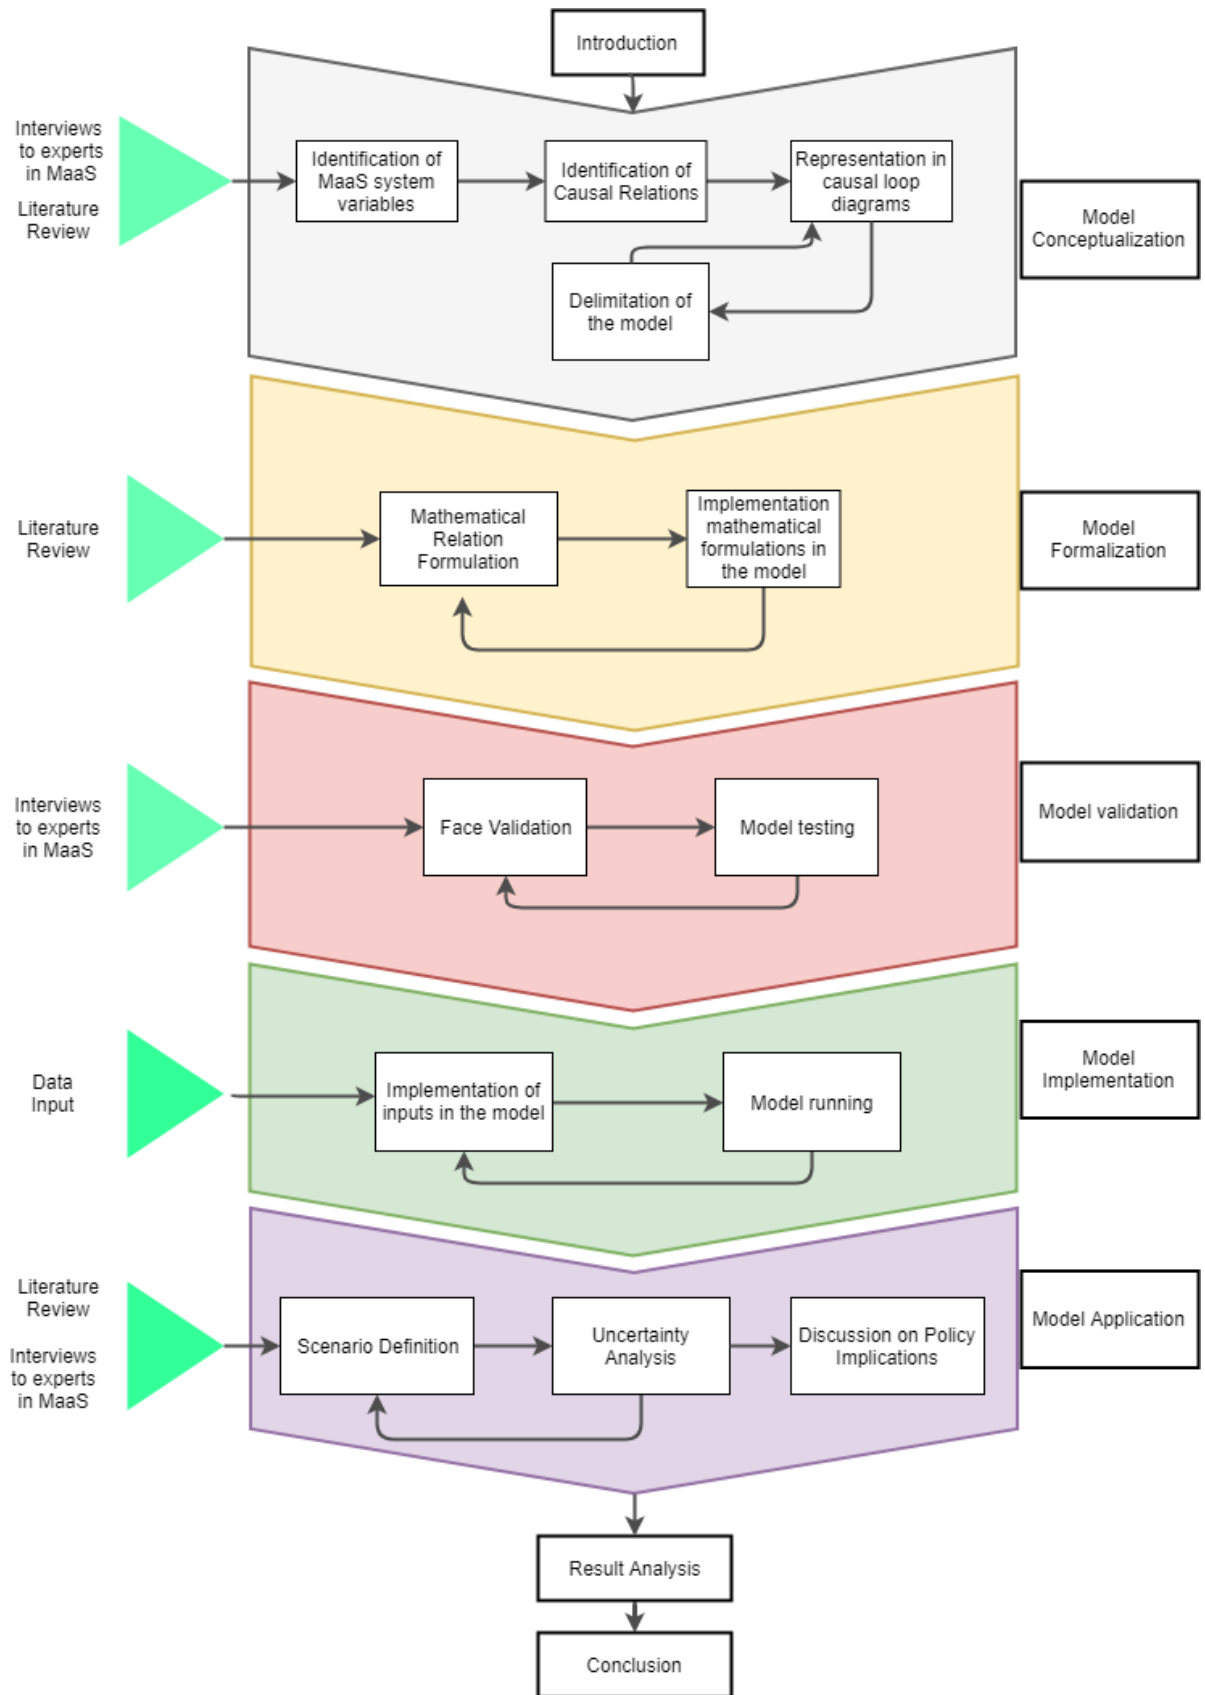 Introduction
Interviews
to experts
in MaaS
Literature
Review
Identification of
MaaS system
variables
Identification of
Causal Relations
Representation in
causal loop
diagrams
Delimitation of
the model
Model
Conceptualization
Literature
Review
Mathematical
Relation
Formulation
Implementation
mathematical
formulations in
the model
Model
Formalization
Interviews
to experts
in MaaS
Face Validation
Model testing
Model validation
Data
Input
Implementation of
inputs in the model
Model running
Model
Implementation
Literature
Review
Interviews
to experts
in MaaS
Scenario Definition
Uncertainty
Analysis
Discussion on Policy
Implications
Model Application
Result Analysis
Conclusion